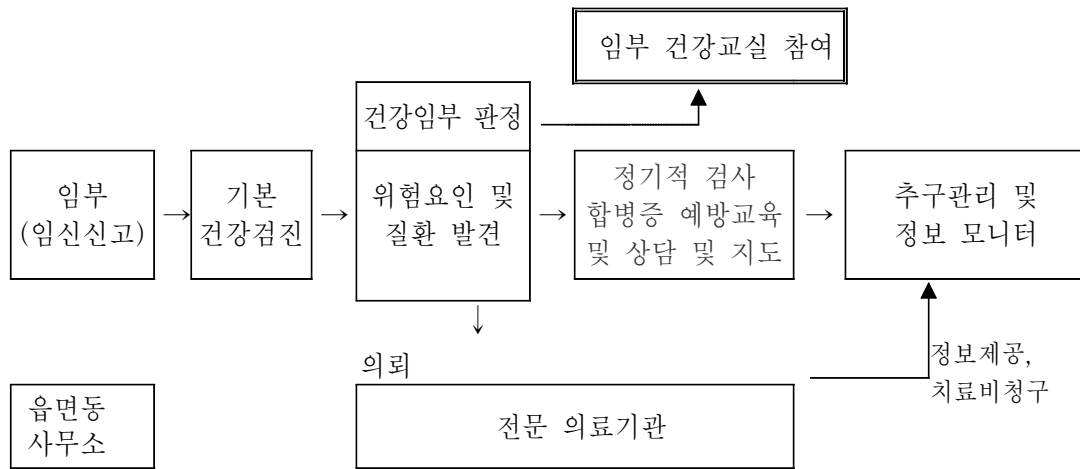 임부 건강교실 참여
건강임부 판정
임부
(임신신고)
→
기본
건강검진
→
위험요인 및
질환 발견
→
정기적 검사
합병증 예방교육
및 상담 및 지도
→
추구관리 및
정보 모니터
↓
의뢰
정보제공,
치료비청구
읍면동
사무소
전문 의료기관